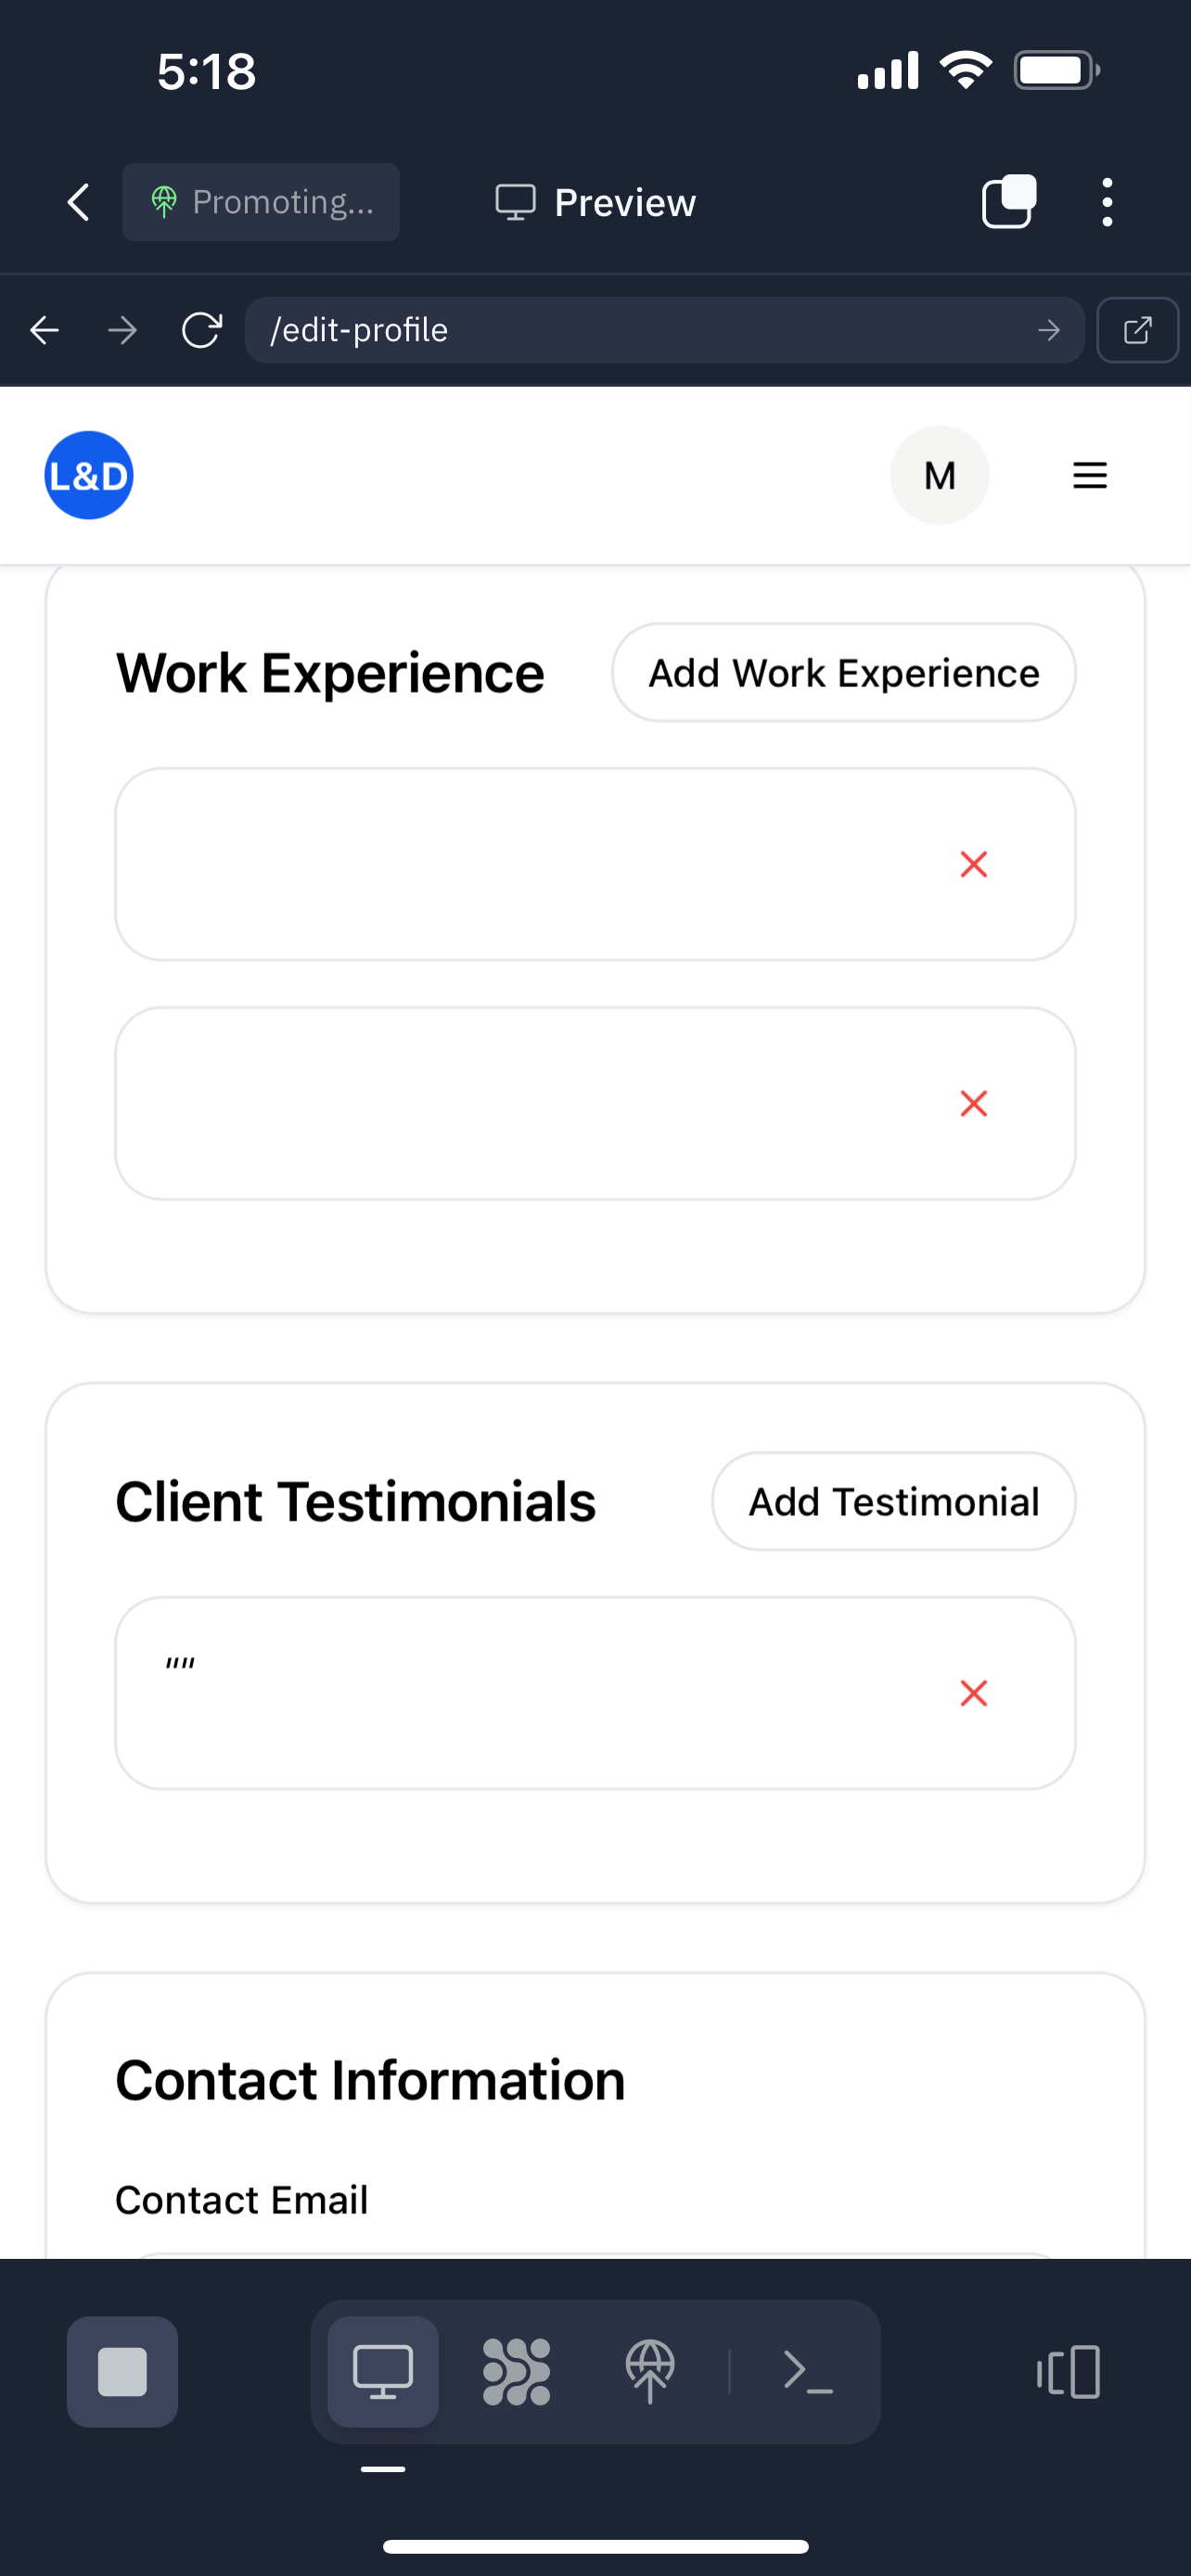 5:18
Promoting...
Preview
/edit-profile
L&D
M
Work Experience
Add Work Experience
Client Testimonials
Add Testimonial
""
Contact Information
Contact Email